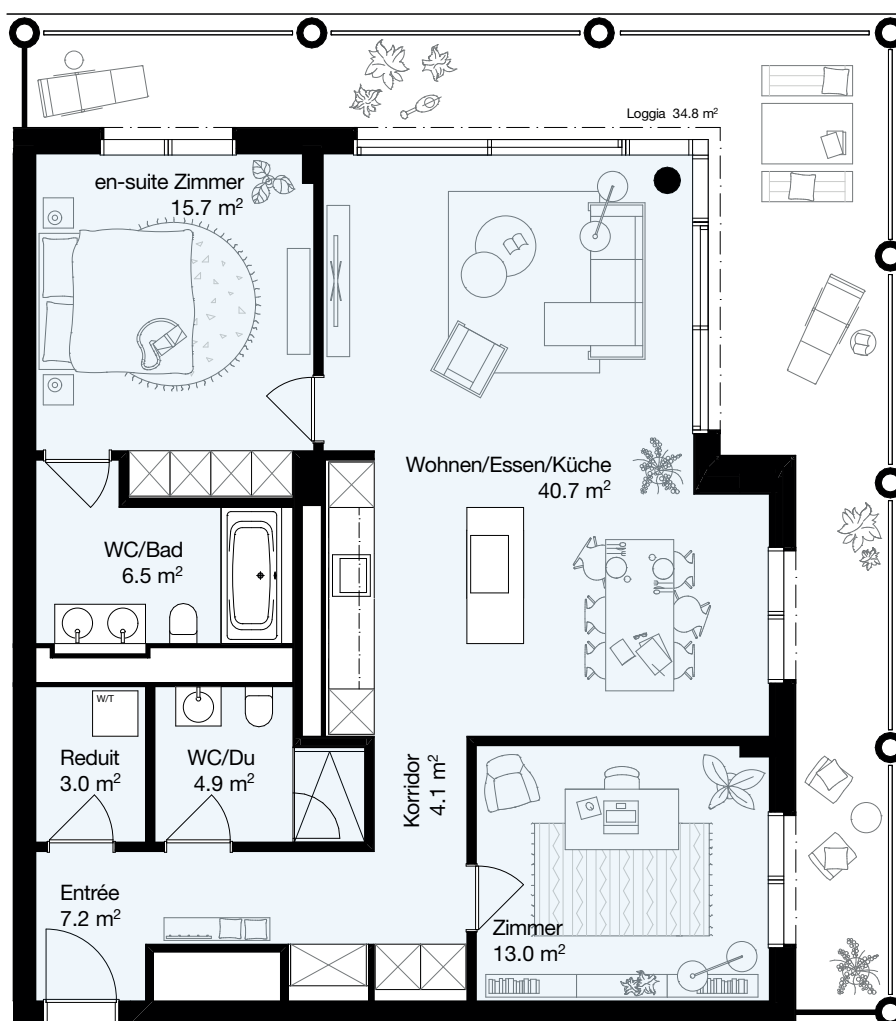 Loggia 34.8 m²
en-suite Zimmer
15.7 m²
Wohnen/Essen/Küche
40.7 m²
WC/Bad
6.5 m²
W/T
Reduit
3.0 m²
WC/Du
4.9 m²
Korridor
4.1 m²
Entrée
7.2 m²
Zimmer
13.0 m²